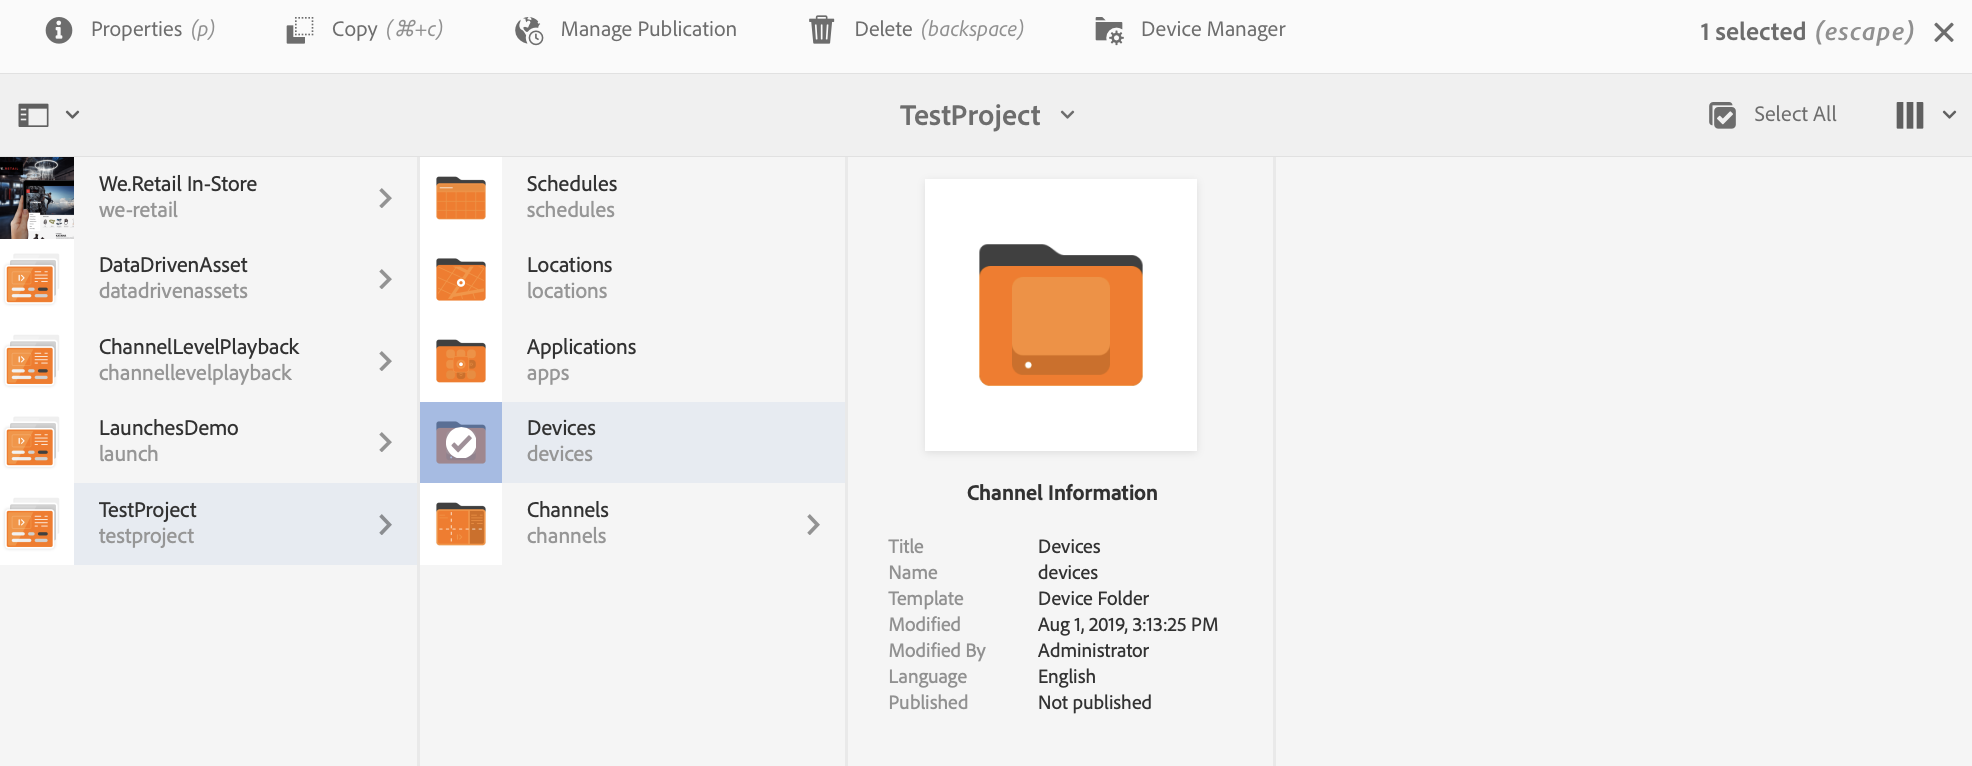 Properties (p)
Copy (⌘+c)
Manage Publication
Delete (backspace)
Device Manager
1 selected (escape)
TestProject
Select All
We.Retail In-Store
we-retail
DataDrivenAsset
datadrivenassets
ChannelLevelPlayback
channellevelplayback
LaunchesDemo
launch
TestProject
testproject
Schedules
schedules
Locations
locations
Applications
apps
Devices
devices
Channels
channels
Channel Information
Title Devices
Name devices
Template Device Folder
Modified Aug 1, 2019, 3:13:25 PM
Modified By Administrator
Language English
Published Not published